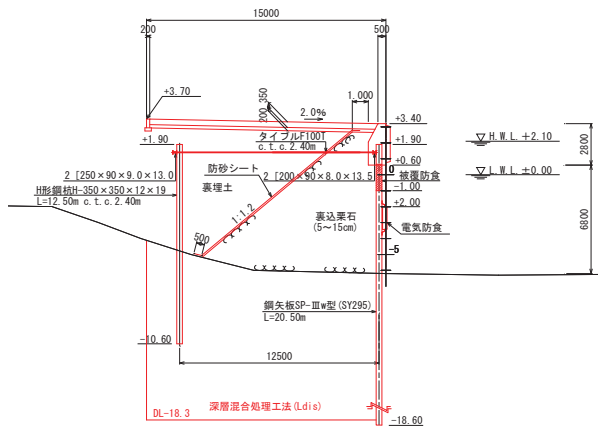 15000
200
500
+3.70
200 350
2.0%
1.000
+3.40
+1.90
+1.90
H.W.L. +2.10
2800
タイブルF100T
c.t.c.2.40m
+0.60
0
防砂シート
2 [250×90×9.0×13.0
2 [200×90×8.0×13.5
被覆防食
L.W.L. ±0.00
H形鋼杭H-350×350×12×19
裏埋土
-1.00
L=12.50m c.t.c.2.40m
+2.00
1:1.2
裏込栗石
(5~15cm)
電気防食
6800
500
-5
鋼矢板SP-Ⅲw型(SY295)
L=20.50m
-10.60
12500
深層混合処理工法(Ldis)
DL-18.3
-18.60